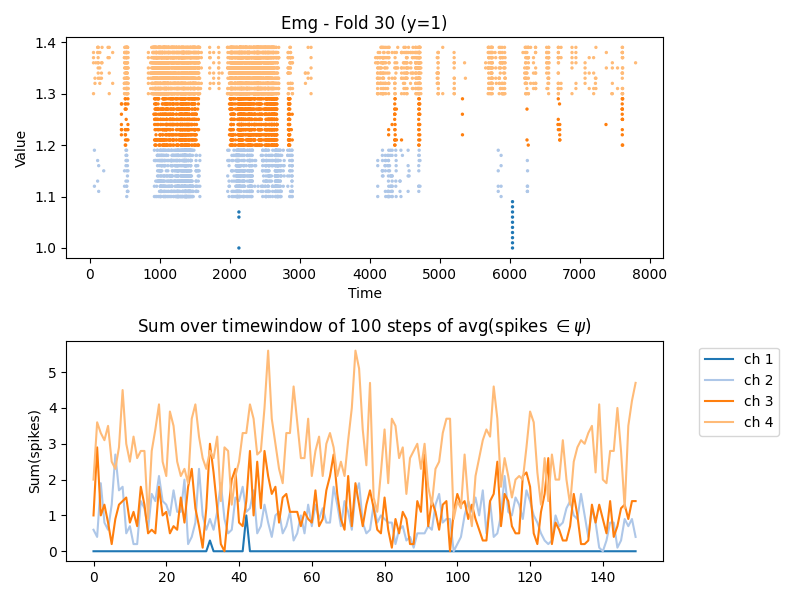 Emg - Fold 30 (y=1)
1.4
1.3
1.2
1.1
1.0
Value
0 1000 2000 3000 4000 5000 6000 7000 8000
Time
Sum over timewindow of 100 steps of avg(spikes ∈ ψ)
5
4
3
2
1
0
Sum(spikes)
0 20 40 60 80 100 120 140
ch 1
ch 2
ch 3
ch 4